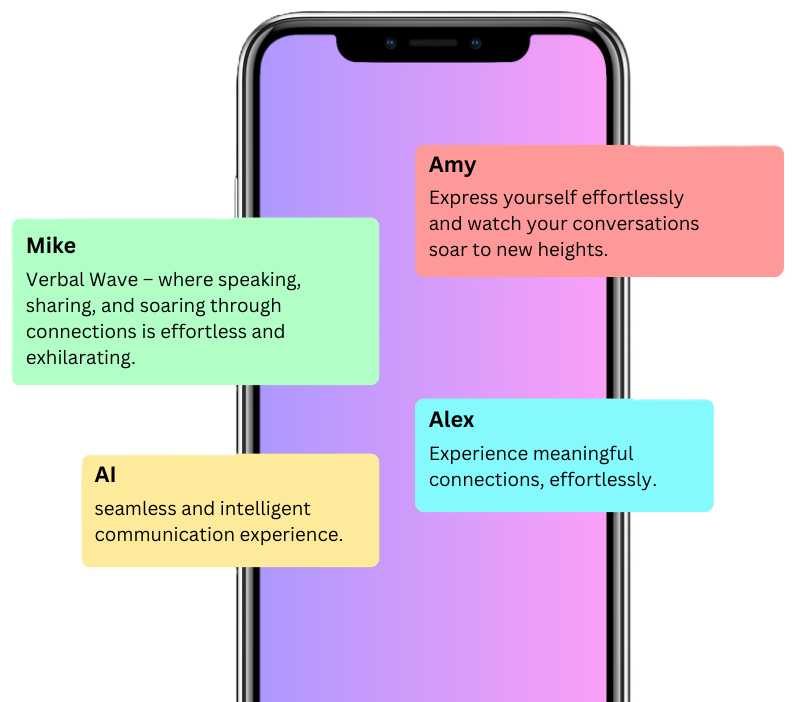 Amy
Express yourself effortlessly
and watch your conversations
soar to new heights.
Mike
Verbal Wave – where speaking,
sharing, and soaring through
connections is effortless and
exhilarating.
Alex
Experience meaningful
connections, effortlessly.
AI
seamless and intelligent
communication experience.